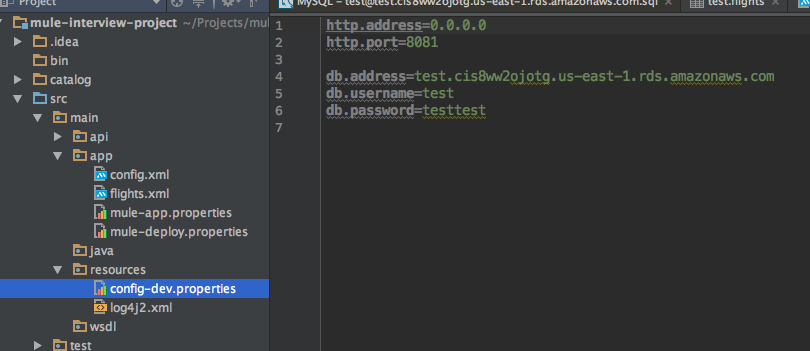 Project
MySQL – test@test.cis8ww2ojotg.us-east-1.rds.amazonaws.com.sql
test.flights
mule-interview-project ~/Projects/mul
.idea
bin
catalog
src
main
api
app
config.xml
flights.xml
mule-app.properties
mule-deploy.properties
java
resources
config-dev.properties
log4j2.xml
wsdl
test
1 http.address=0.0.0.0
2 http.port=8081
3
4 db.address=test.cis8ww2ojotg.us-east-1.rds.amazonaws.com
5 db.username=test
6 db.password=testtest
7